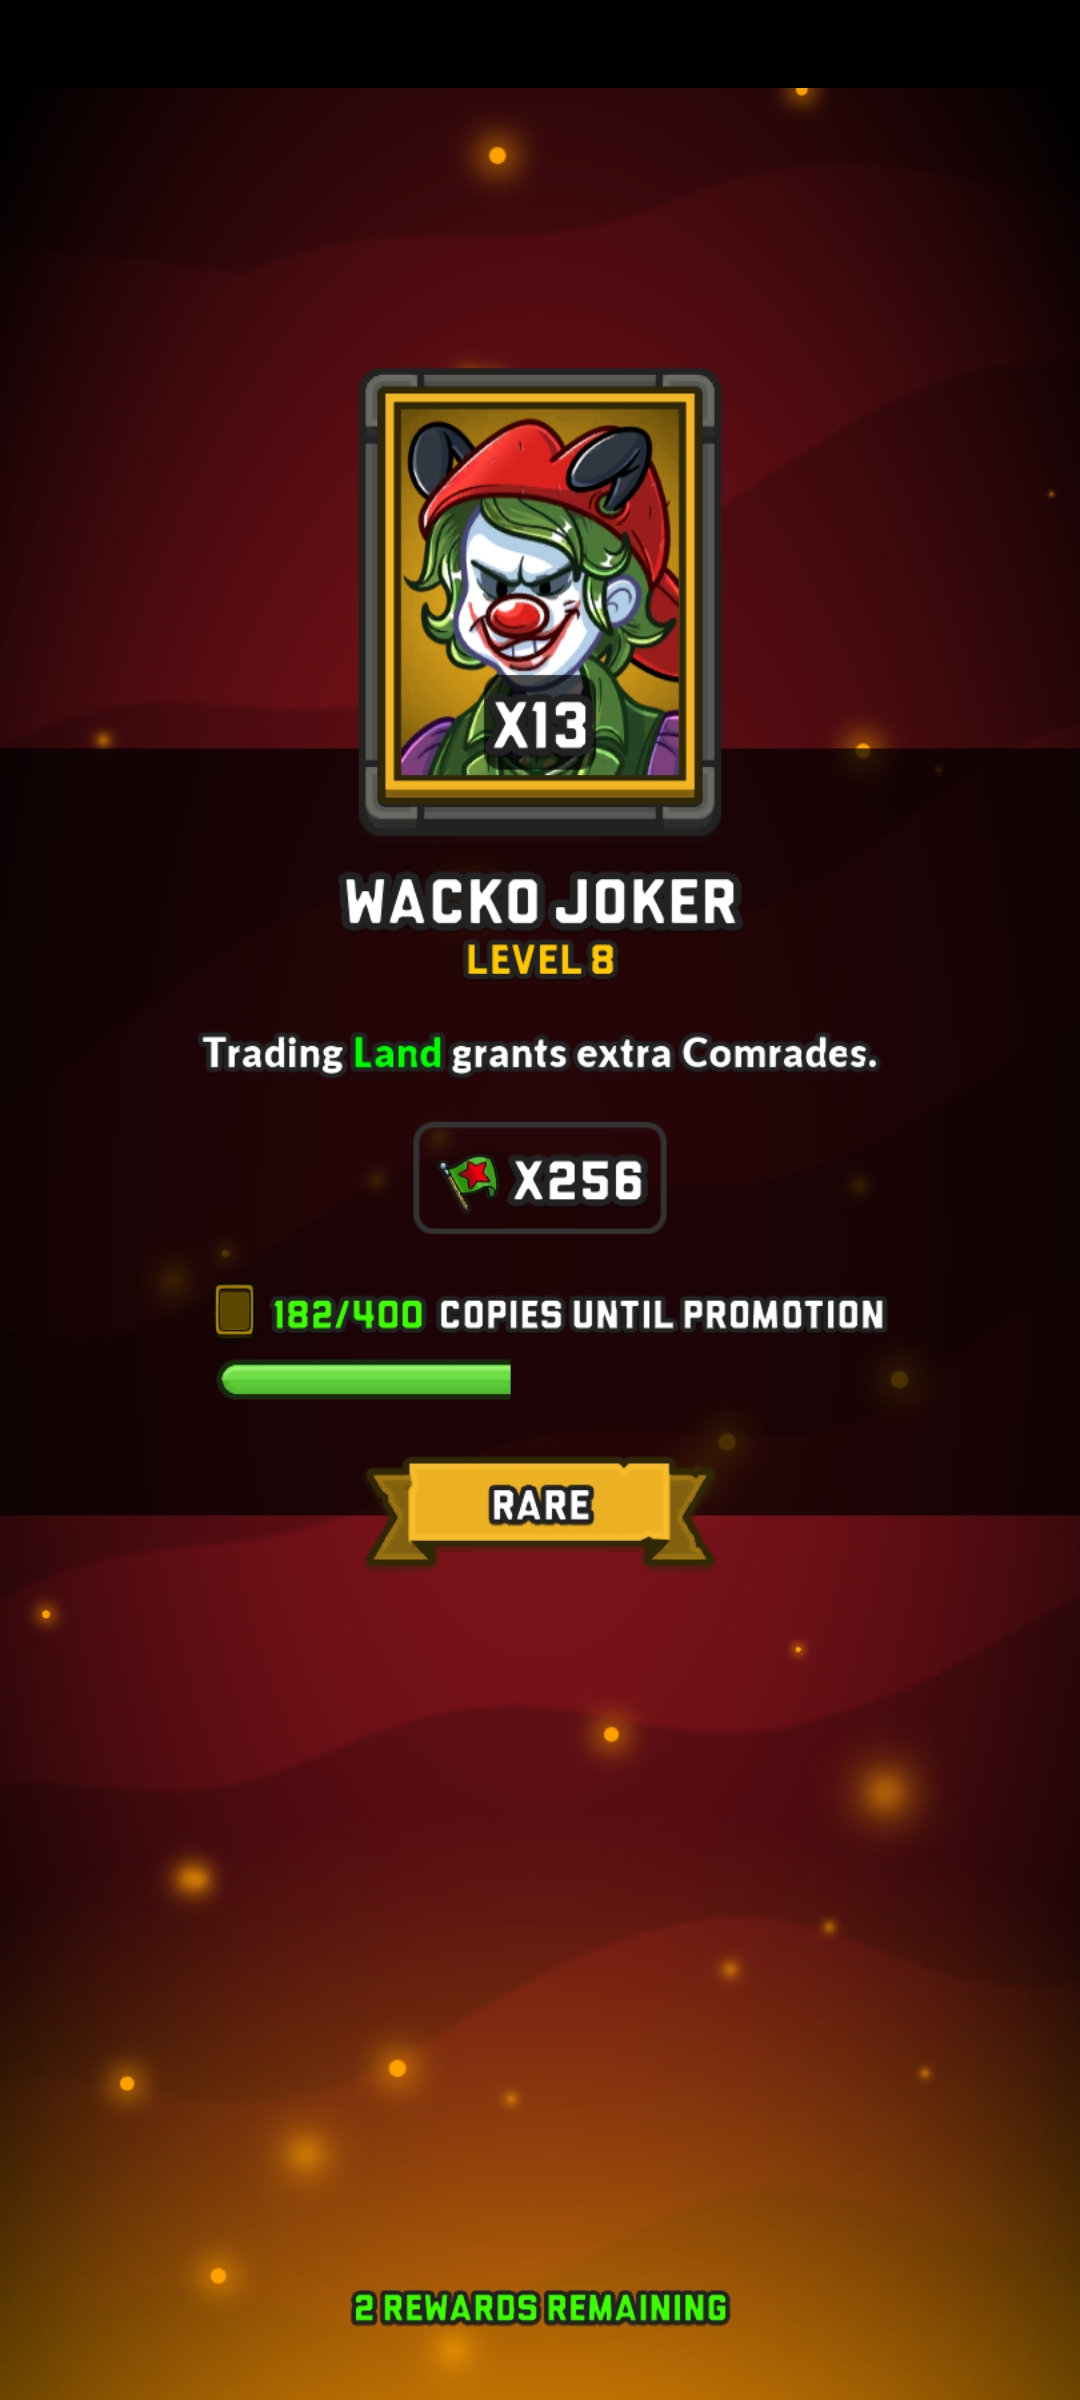 X13
WACKO JOKER
LEVEL 8
Trading Land grants extra Comrades.
X256
182/400 COPIES UNTIL PROMOTION
RARE
2 REWARDS REMAINING